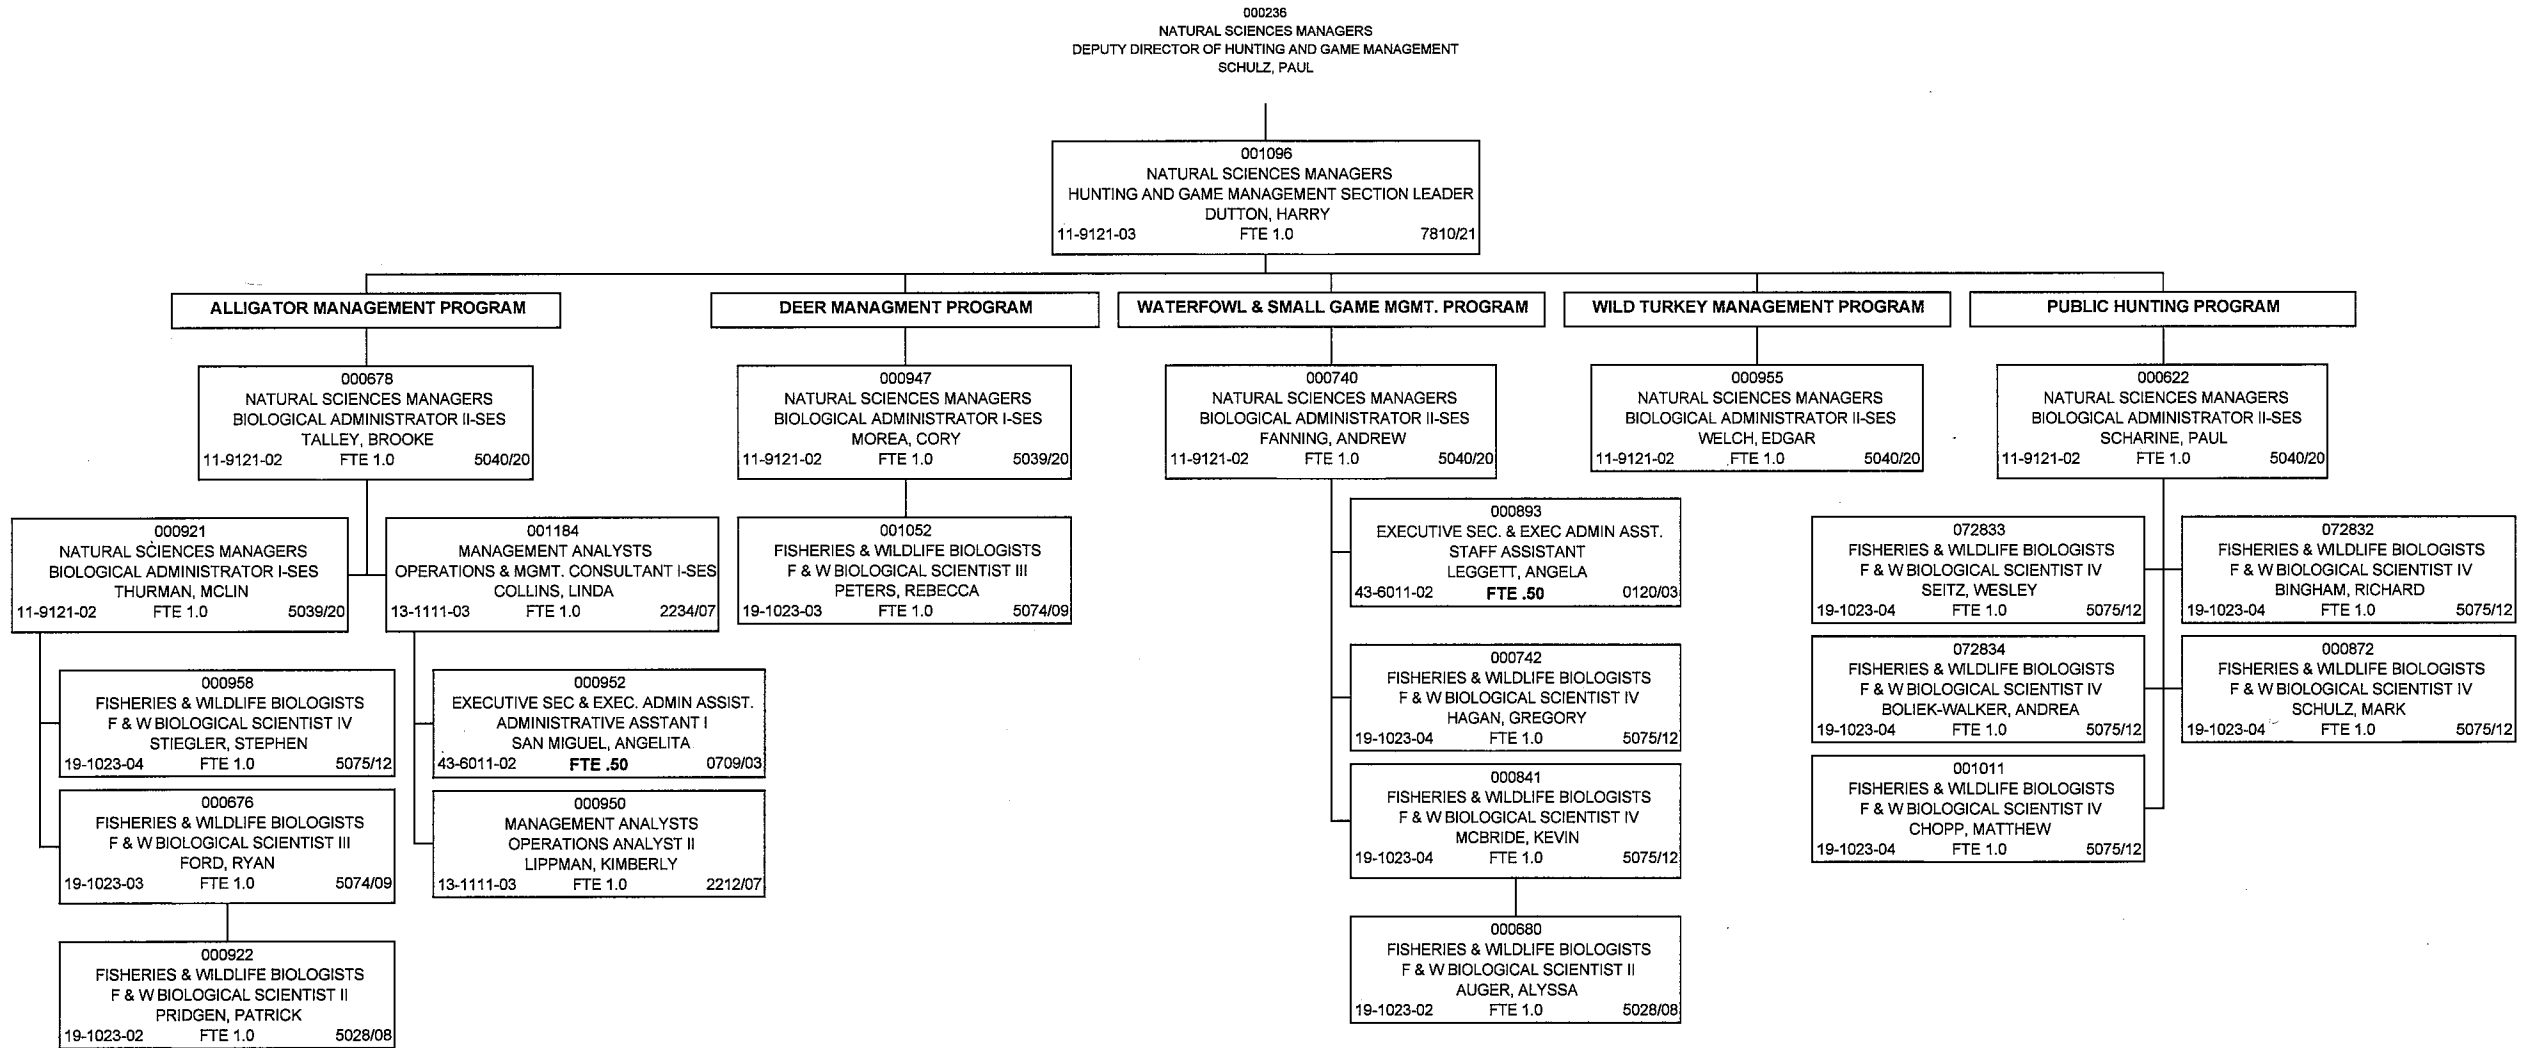 000236
NATURAL SCIENCES MANAGERS
DEPUTY DIRECTOR OF HUNTING AND GAME MANAGEMENT
SCHULZ, PAUL
001096
NATURAL SCIENCES MANAGERS
HUNTING AND GAME MANAGEMENT SECTION LEADER
DUTTON, HARRY
11-9121-03 FTE 1.0 7810/21
ALLIGATOR MANAGEMENT PROGRAM
000678
NATURAL SCIENCES MANAGERS
BIOLOGICAL ADMINISTRATOR II-SES
TALLEY, BROOKE
11-9121-02 FTE 1.0 5040/20
000921
NATURAL SCIENCES MANAGERS
BIOLOGICAL ADMINISTRATOR I-SES
THURMAN, MCLIN
11-9121-02 FTE 1.0 5039/20
000958
FISHERIES & WILDLIFE BIOLOGISTS
F & W BIOLOGICAL SCIENTIST IV
STIEGLER, STEPHEN
19-1023-04 FTE 1.0 5075/12
000676
FISHERIES & WILDLIFE BIOLOGISTS
F & W BIOLOGICAL SCIENTIST III
FORD, RYAN
19-1023-03 FTE 1.0 5074/09
000922
FISHERIES & WILDLIFE BIOLOGISTS
F & W BIOLOGICAL SCIENTIST II
PRIDGEN, PATRICK
19-1023-02 FTE 1.0 5028/08
001184
MANAGEMENT ANALYSTS
OPERATIONS & MGMT. CONSULTANT I-SES
COLLINS, LINDA
13-1111-03 FTE 1.0 2234/07
000952
EXECUTIVE SEC & EXEC. ADMIN ASSIST.
ADMINISTRATIVE ASSTANT I
SAN MIGUEL, ANGELITA
43-6011-02 FTE .50 0709/03
000950
MANAGEMENT ANALYSTS
OPERATIONS ANALYST II
LIPPMAN, KIMBERLY
13-1111-03 FTE 1.0 2212/07
DEER MANAGMENT PROGRAM
000947
NATURAL SCIENCES MANAGERS
BIOLOGICAL ADMINISTRATOR I-SES
MOREA, CORY
11-9121-02 FTE 1.0 5039/20
001052
FISHERIES & WILDLIFE BIOLOGISTS
F & W BIOLOGICAL SCIENTIST III
PETERS, REBECCA
19-1023-03 FTE 1.0 5074/09
WATERFOWL & SMALL GAME MGMT. PROGRAM
000740
NATURAL SCIENCES MANAGERS
BIOLOGICAL ADMINISTRATOR II-SES
FANNING, ANDREW
11-9121-02 FTE 1.0 5040/20
000893
EXECUTIVE SEC. & EXEC ADMIN ASST.
STAFF ASSISTANT
LEGGETT, ANGELA
43-6011-02 FTE .50 0120/03
000742
FISHERIES & WILDLIFE BIOLOGISTS
F & W BIOLOGICAL SCIENTIST IV
HAGAN, GREGORY
19-1023-04 FTE 1.0 5075/12
000841
FISHERIES & WILDLIFE BIOLOGISTS
F & W BIOLOGICAL SCIENTIST IV
MCBRIDE, KEVIN
19-1023-04 FTE 1.0 5075/12
000680
FISHERIES & WILDLIFE BIOLOGISTS
F & W BIOLOGICAL SCIENTIST II
AUGER, ALYSSA
19-1023-02 FTE 1.0 5028/08
WILD TURKEY MANAGEMENT PROGRAM
000955
NATURAL SCIENCES MANAGERS
BIOLOGICAL ADMINISTRATOR II-SES
WELCH, EDGAR
11-9121-02 FTE 1.0 5040/20
PUBLIC HUNTING PROGRAM
000622
NATURAL SCIENCES MANAGERS
BIOLOGICAL ADMINISTRATOR II-SES
SCHARINE, PAUL
11-9121-02 FTE 1.0 5040/20
072833
FISHERIES & WILDLIFE BIOLOGISTS
F & W BIOLOGICAL SCIENTIST IV
SEITZ, WESLEY
19-1023-04 FTE 1.0 5075/12
072832
FISHERIES & WILDLIFE BIOLOGISTS
F & W BIOLOGICAL SCIENTIST IV
BINGHAM, RICHARD
19-1023-04 FTE 1.0 5075/12
072834
FISHERIES & WILDLIFE BIOLOGISTS
F & W BIOLOGICAL SCIENTIST IV
BOLIEK-WALKER, ANDREA
19-1023-04 FTE 1.0 5075/12
000872
FISHERIES & WILDLIFE BIOLOGISTS
F & W BIOLOGICAL SCIENTIST IV
SCHULZ, MARK
19-1023-04 FTE 1.0 5075/12
001011
FISHERIES & WILDLIFE BIOLOGISTS
F & W BIOLOGICAL SCIENTIST IV
CHOPP, MATTHEW
19-1023-04 FTE 1.0 5075/12